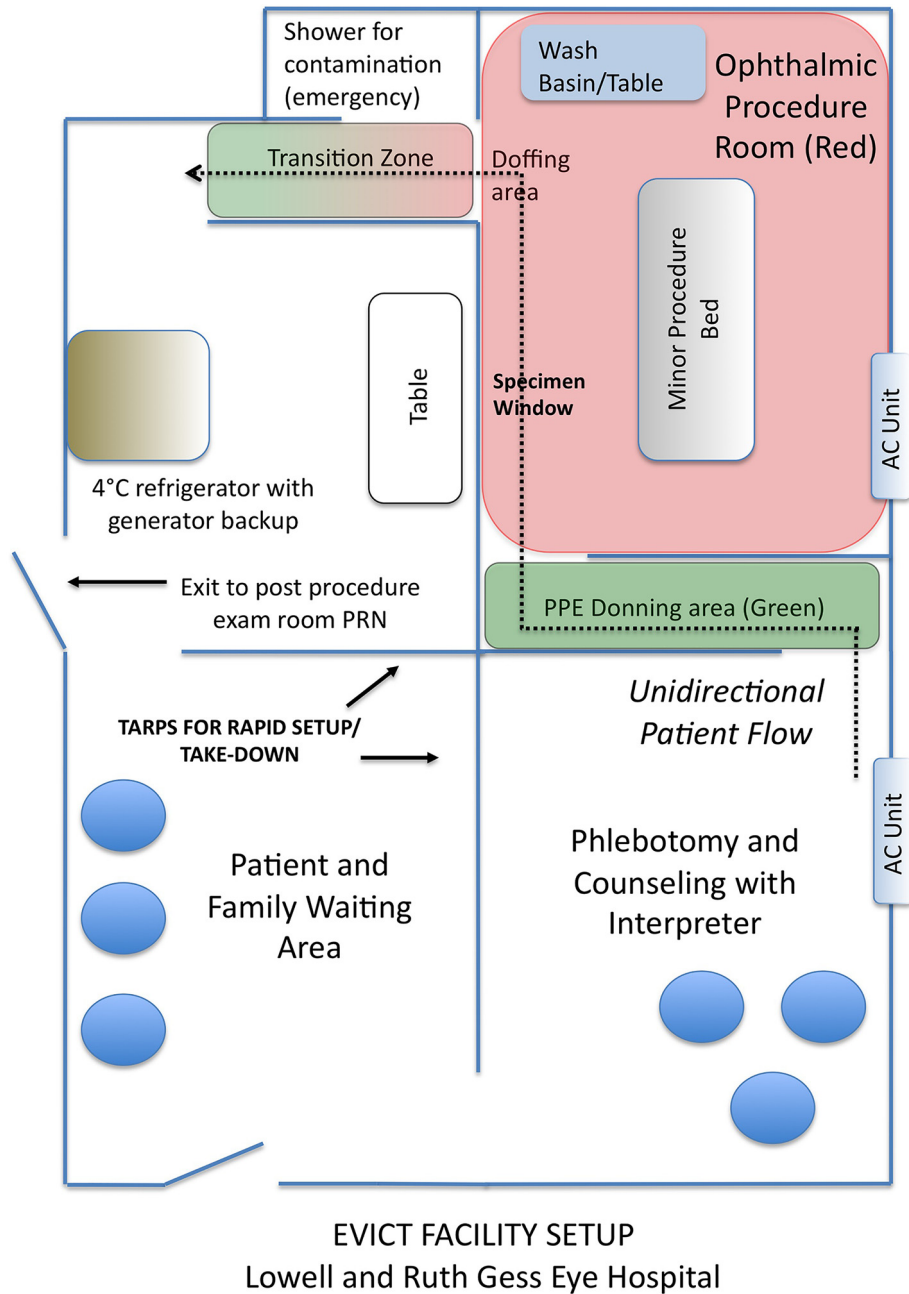 Shower for
contamination
(emergency)
Wash
Basin/Table
Ophthalmic
Procedure
Room (Red)
Transition Zone
Doffing
area
Minor Procedure
Bed
Table
Specimen
Window
AC Unit
4°C refrigerator with
generator backup
Exit to post procedure
exam room PRN
PPE Donning area (Green)
Unidirectional
Patient Flow
TARPS FOR RAPID SETUP/
TAKE-DOWN
AC Unit
Patient and
Family Waiting
Area
Phlebotomy and
Counseling with
Interpreter
EVICT FACILITY SETUP
Lowell and Ruth Gess Eye Hospital